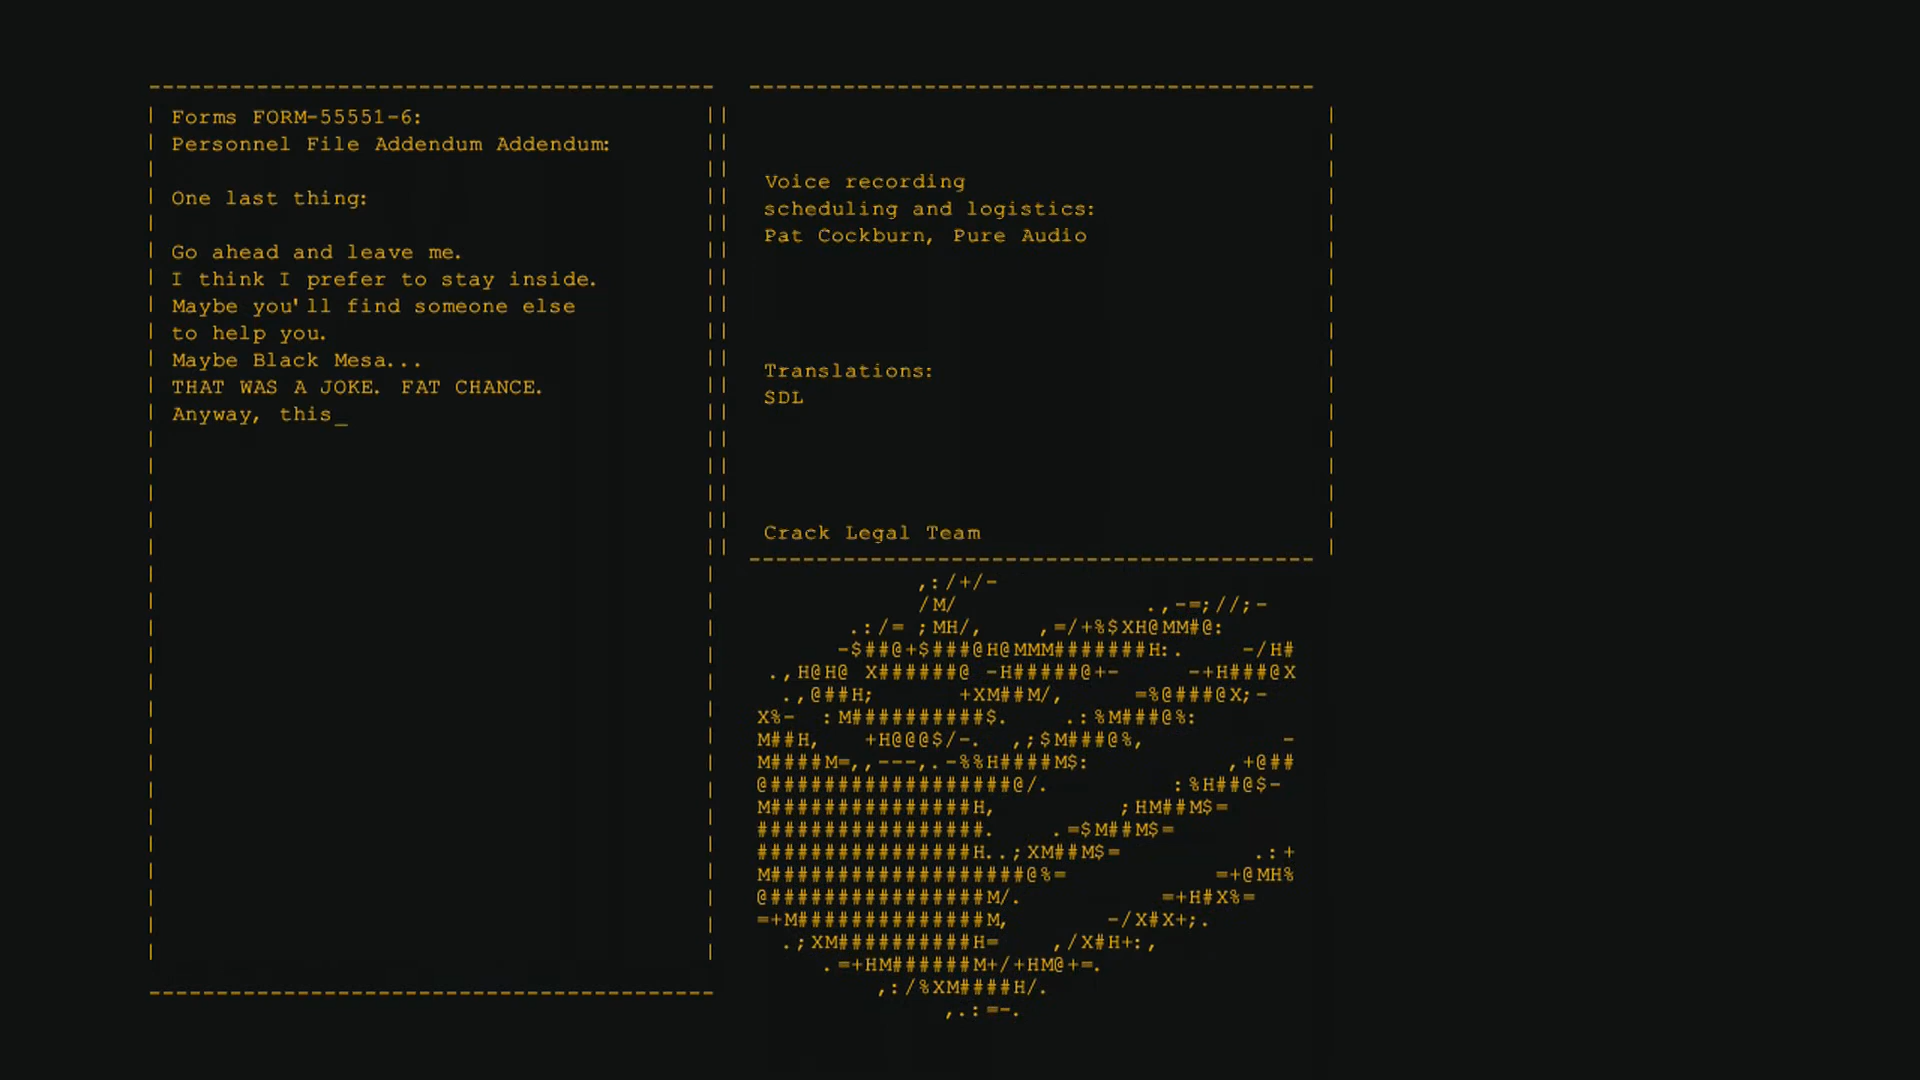 Forms FORM-55551-6:
Personnel File Addendum Addendum:
One last thing:
Go ahead and leave me.
I think I prefer to stay inside.
Maybe you'll find someone else
to help you.
Maybe Black Mesa...
THAT WAS A JOKE. FAT CHANCE.
Anyway, this_
Voice recording
scheduling and logistics:
Pat Cockburn, Pure Audio
Translations:
SDL
Crack Legal Team